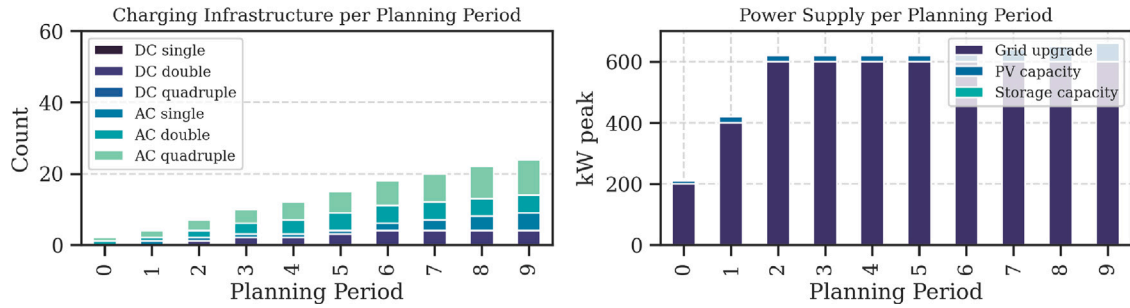 Charging Infrastructure per Planning Period
60
40
20
0
Count
DC single
DC double
DC quadruple
AC single
AC double
AC quadruple
0 1 2 3 4 5 6 7 8 9
Planning Period
Power Supply per Planning Period
600
400
200
0
kW peak
Grid upgrade
PV capacity
Storage capacity
0 1 2 3 4 5 6 7 8 9
Planning Period